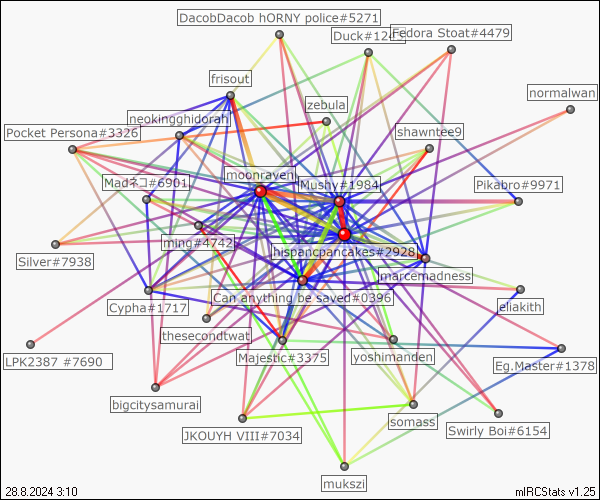 DacobDacob hORNY police#5271
Duck#124
Fedora Stoat#4479
frisout
normalwan
zebula
neokingghidorah
Pocket Persona#3326
shawntee9
moonraven
Mushy#1984
Madネコ#6901
Pikabro#9971
ming#4742
hispancpancakes#2928
Silver#7938
marcemadness
Can anything be saved#0396
Cypha#1717
eliakith
thesecondtwat
LPK2387 #7690
Majestic#3375
yoshimanden
Eg.Master#1378
bigcitysamurai
somass
JKOUYH VIII#7034
Swirly Boi#6154
mukszi
28.8.2024 3:10
mIRCStats v1.25